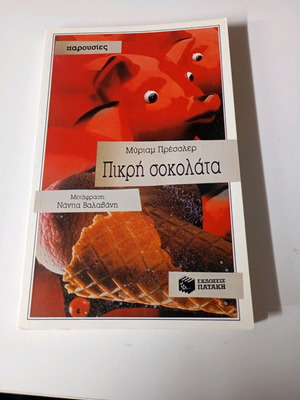 παρουσίες
Μύριαμ Πρέσσλερ
Πικρή σοκολάτα
Μετάφραση:
Νάντια Βαλαβάνη
ΕΚΔΟΣΕΙΣ
ΠΑΤΑΚΗ